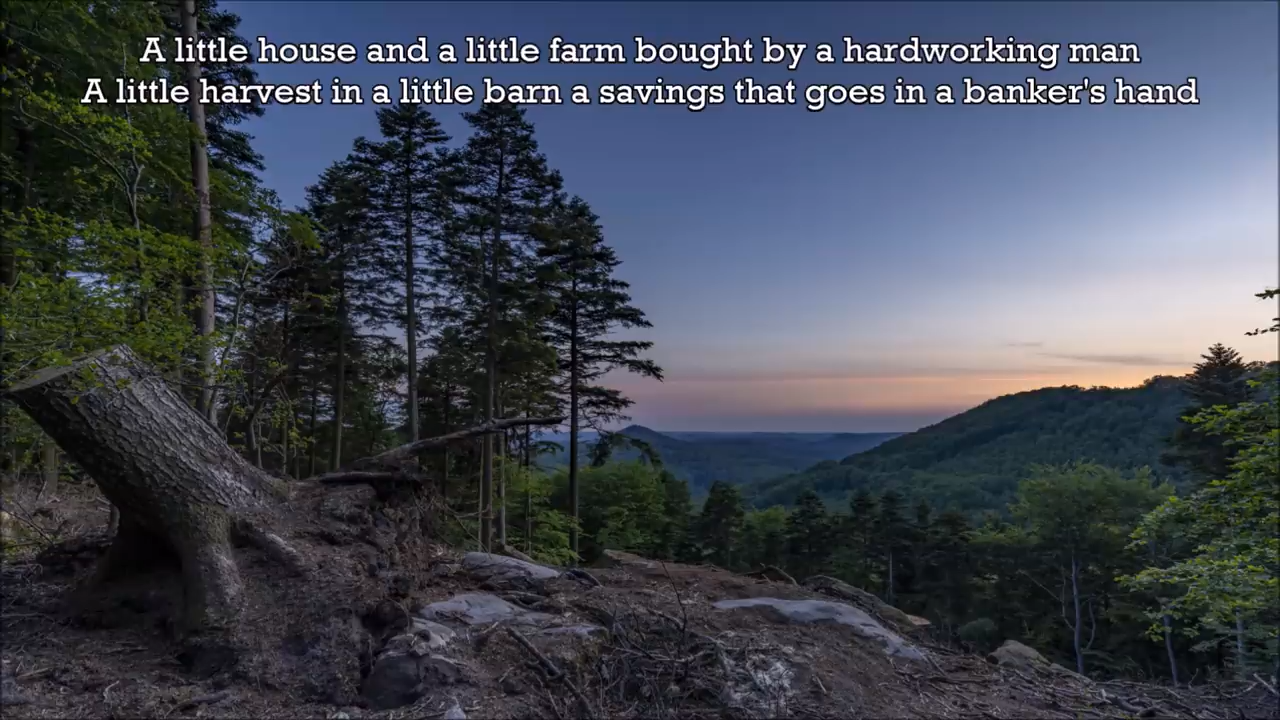 A little house and a little farm bought by a hardworking man
A little harvest in a little barn a savings that goes in a banker's hand